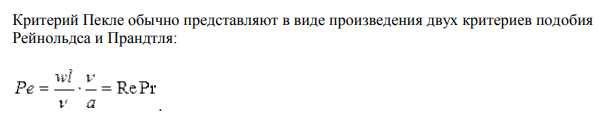 Критерий Пекле обычно представляют в виде произведения двух критериев подобия
Рейнольдса и Прандтля:
Pe = wl/ν · ν/a = Re Pr.